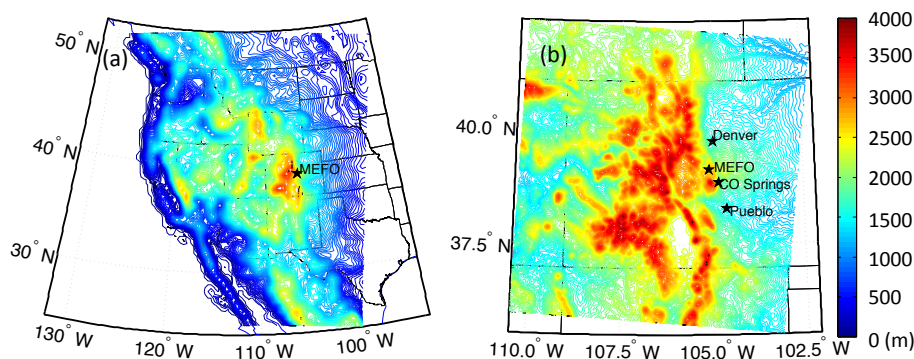 (a)
50° N
40° N
30° N
130° W
120° W
110° W
100° W
MEFO
(b)
40.0° N
37.5° N
110.0° W
107.5° W
105.0° W
102.5° W
Denver
MEFO
CO Springs
Pueblo
4000
3500
3000
2500
2000
1500
1000
500
0 (m)